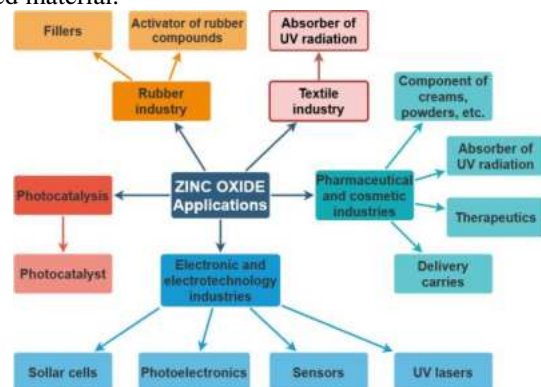 ed material.
Fillers
Activator of rubber
compounds
Absorber of
UV radiation
Rubber
industry
Textile
industry
Component of
creams,
powders, etc.
Absorber of
UV radiation
Photocatalysis
ZINC OXIDE
Applications
Pharmaceutical
and cosmetic
industries
Therapeutics
Photocatalyst
Electronic and
electrotechnology
industries
Delivery
carries
Sollar cells
Photoelectronics
Sensors
UV lasers